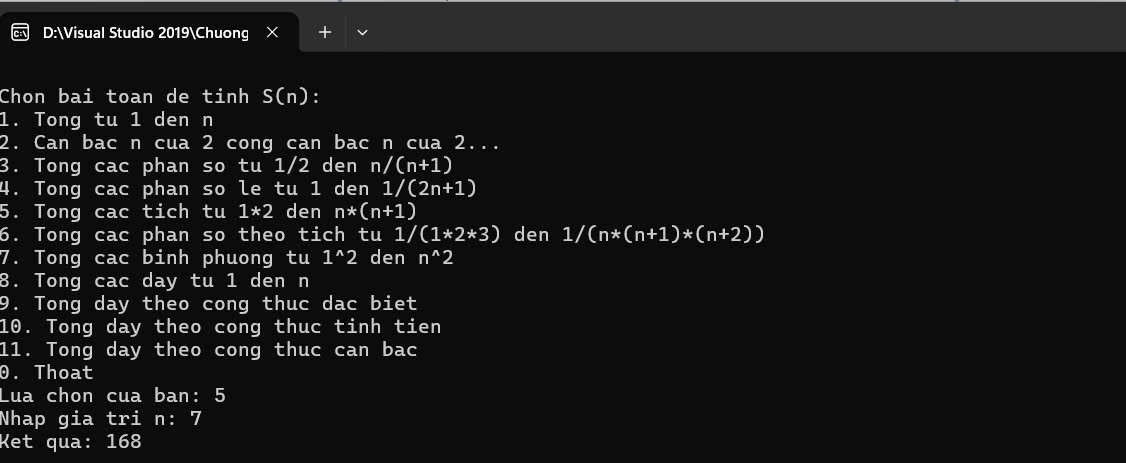 D:\Visual Studio 2019\Chuong
Chon bai toan de tinh S(n):
1. Tong tu 1 den n
2. Can bac n cua 2 cong can bac n cua 2...
3. Tong cac phan so tu 1/2 den n/(n+1)
4. Tong cac phan so le tu 1 den 1/(2n+1)
5. Tong cac tich tu 1*2 den n*(n+1)
6. Tong cac phan so theo tich tu 1/(1*2*3) den 1/(n*(n+1)*(n+2))
7. Tong cac binh phuong tu 1^2 den n^2
8. Tong cac day tu 1 den n
9. Tong day theo cong thuc dac biet
10. Tong day theo cong thuc tinh tien
11. Tong day theo cong thuc can bac
0. Thoat
Lua chon cua ban: 5
Nhap gia tri n: 7
Ket qua: 168